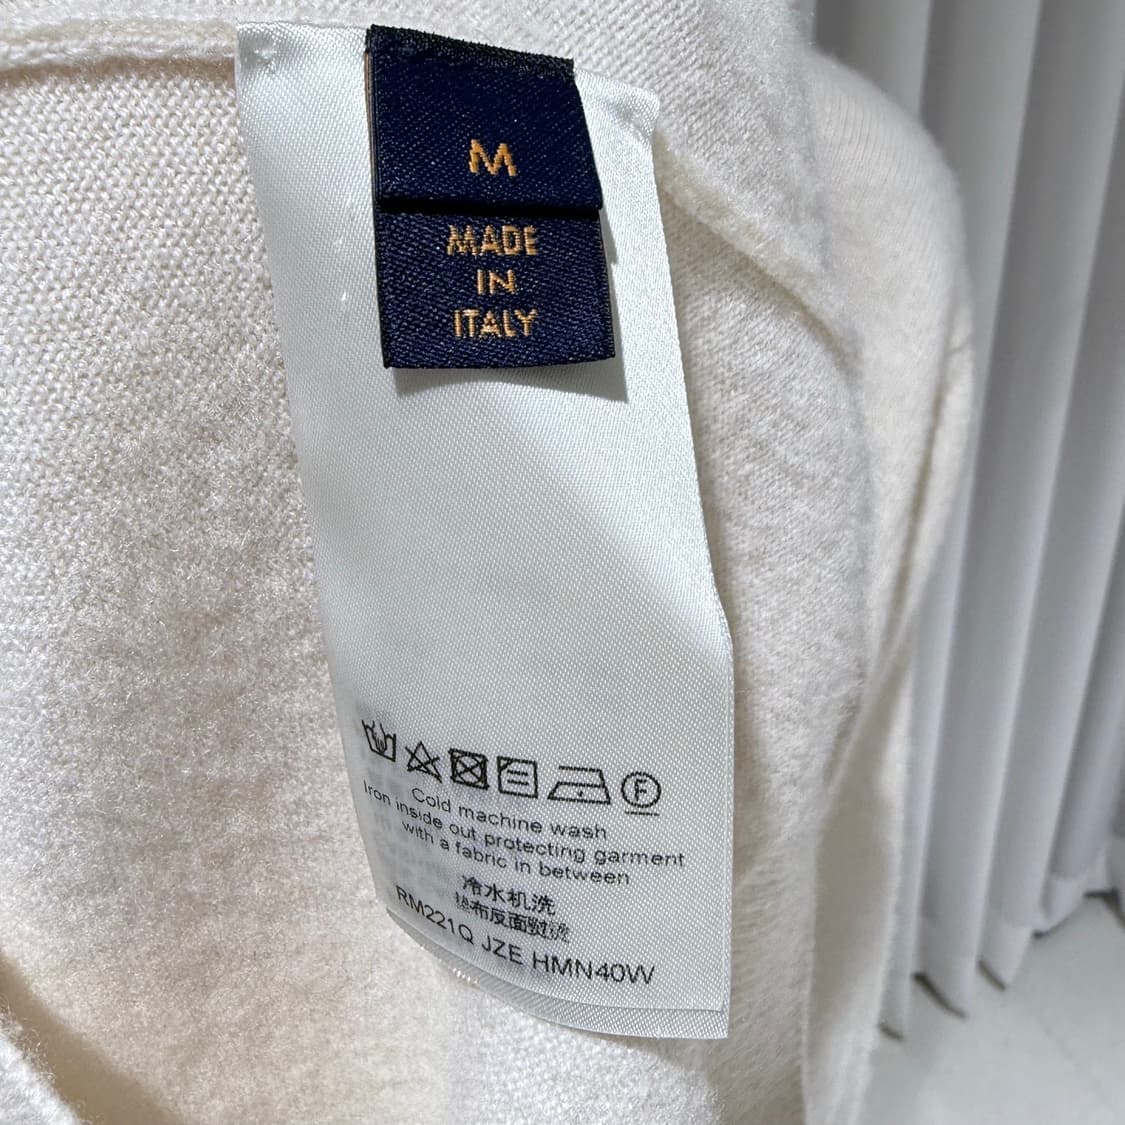 M
MADE
IN
ITALY
F
Cold machine wash
Iron inside out protecting garment
with a fabric in between
冷水机洗
垫布反面熨烫
RM221Q JZE HMN40W